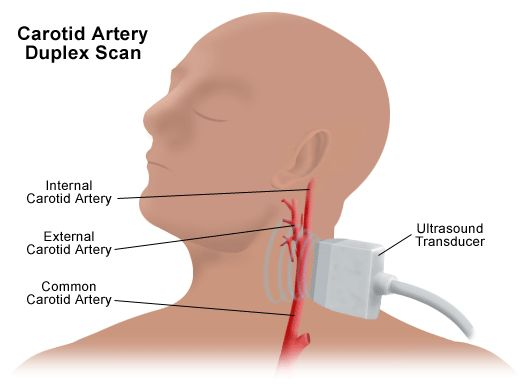 Carotid Artery
Duplex Scan
Internal
Carotid Artery
External
Carotid Artery
Common
Carotid Artery
Ultrasound
Transducer